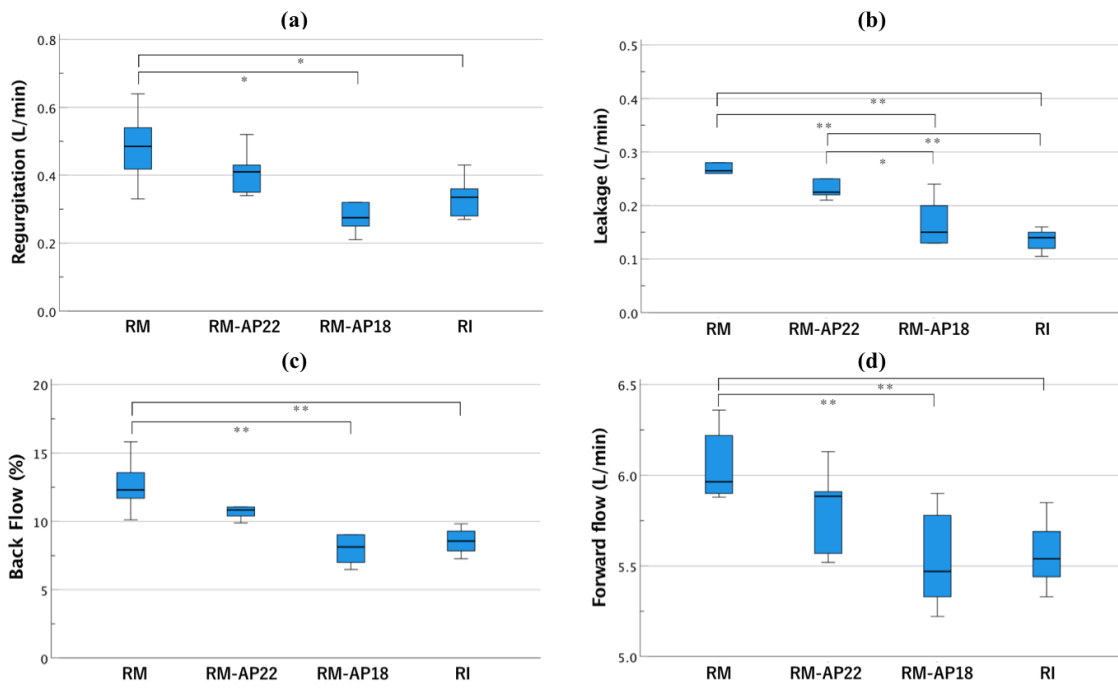 (a)
Regurgitation (L/min)
0.8
0.6
0.4
0.2
0.0
*
*
RM RM-AP22 RM-AP18 RI
(b)
Leakage (L/min)
0.5
0.4
0.3
0.2
0.1
0.0
**
**
**
*
RM RM-AP22 RM-AP18 RI
(c)
Back Flow (%)
20
15
10
5
0
**
**
RM RM-AP22 RM-AP18 RI
(d)
Forward flow (L/min)
6.5
6.0
5.5
5.0
**
**
RM RM-AP22 RM-AP18 RI